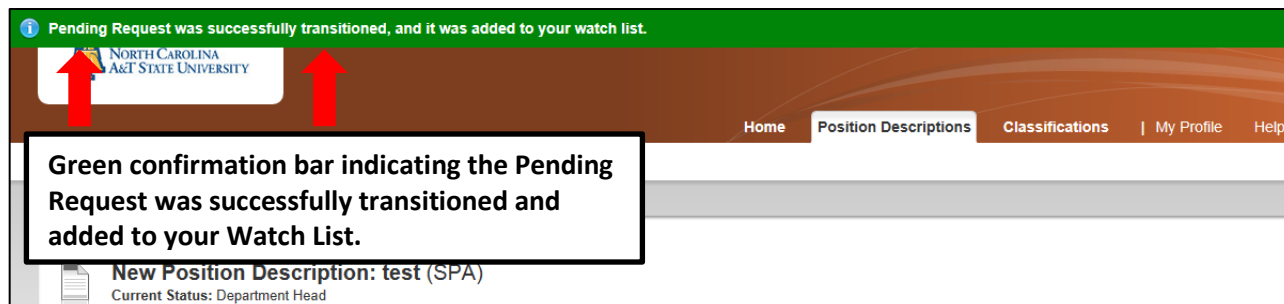 Pending Request was successfully transitioned, and it was added to your watch list.
NORTH CAROLINA
A&T STATE UNIVERSITY
Home Position Descriptions Classifications | My Profile Help
Green confirmation bar indicating the Pending
Request was successfully transitioned and
added to your Watch List.
New Position Description: test (SPA)
Current Status: Department Head